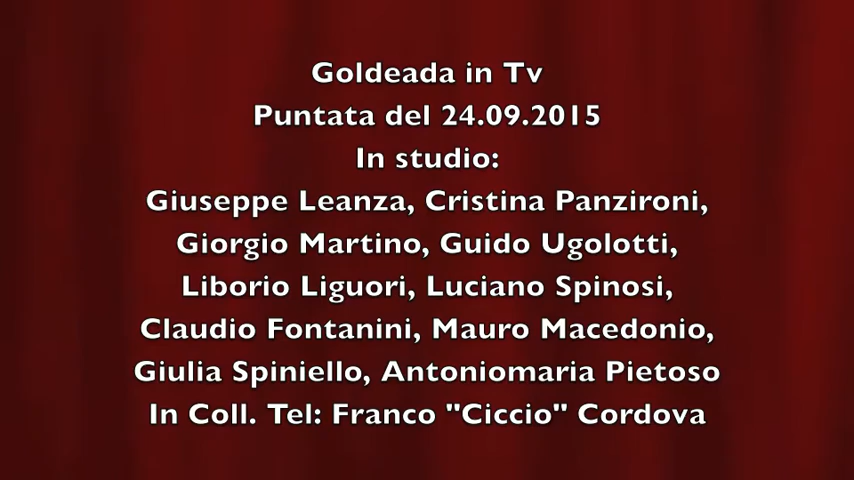 Goldeada in Tv
Puntata del 24.09.2015
In studio:
Giuseppe Leanza, Cristina Panzironi,
Giorgio Martino, Guido Ugolotti,
Liborio Liguori, Luciano Spinosi,
Claudio Fontanini, Mauro Macedonio,
Giulia Spiniello, Antoniomaria Pietoso
In Coll. Tel: Franco "Ciccio" Cordova